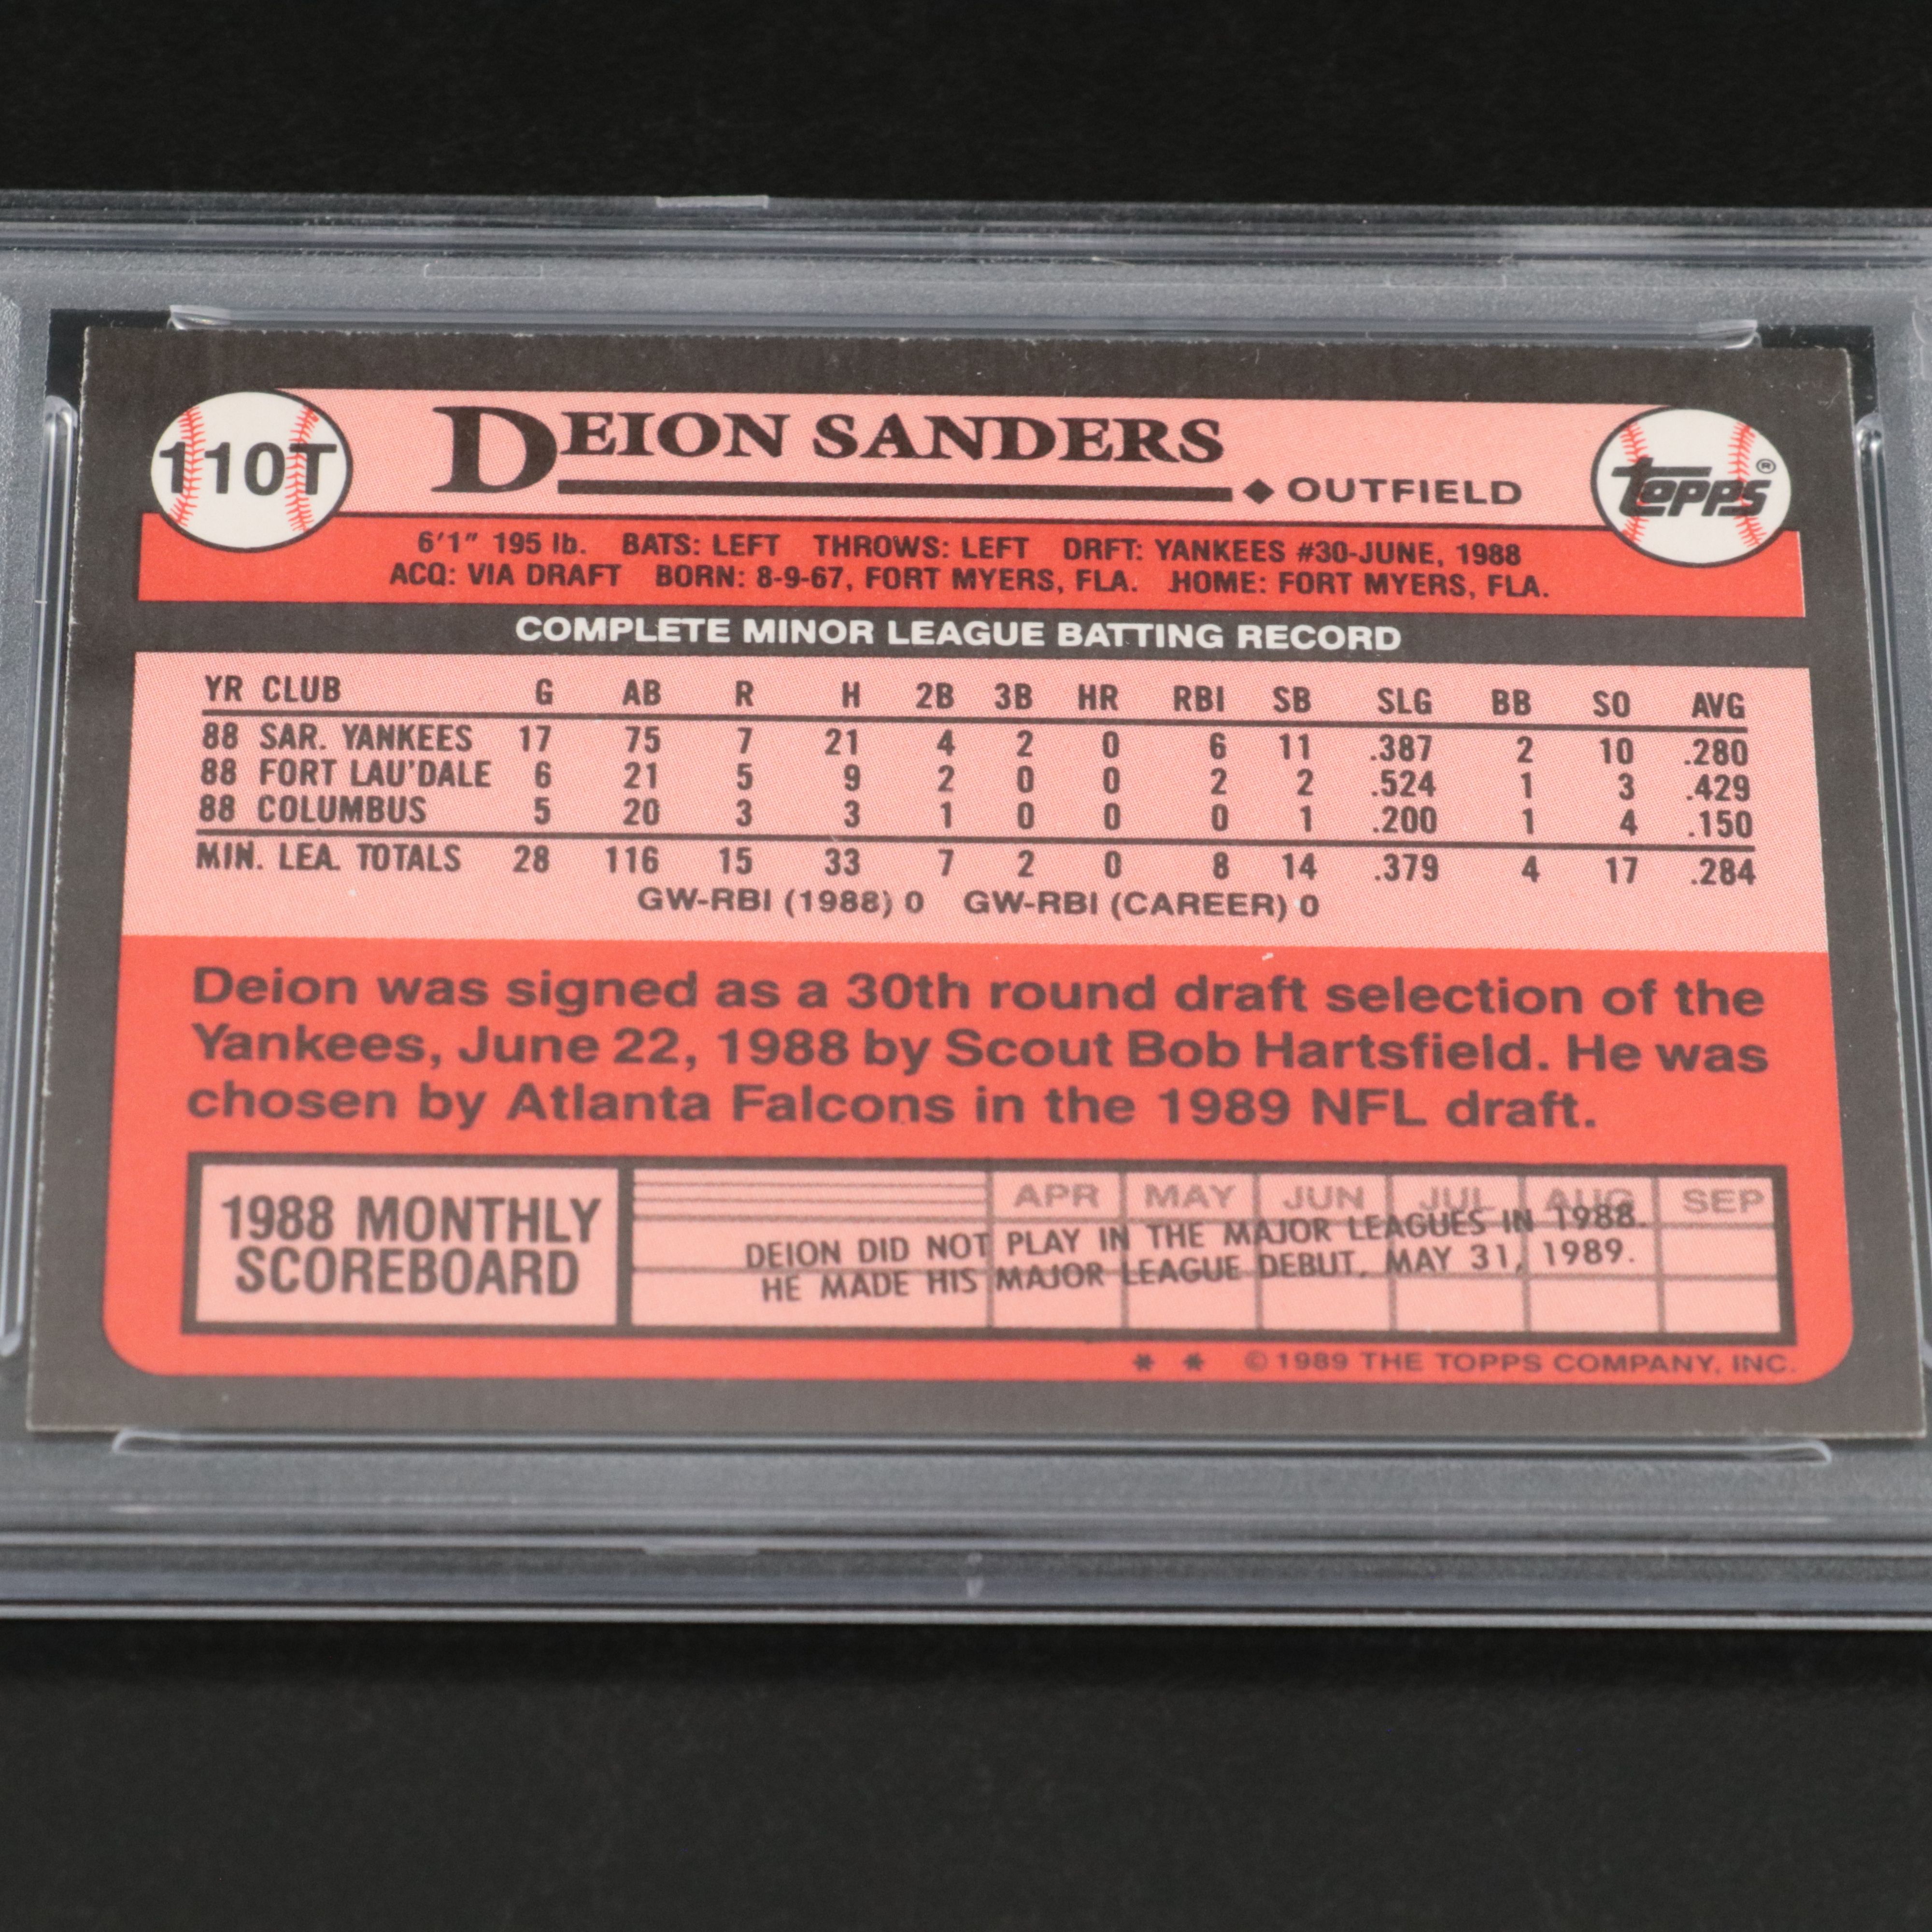 110T
DEION SANDERS
OUTFIELD
topps®
6'1" 195 lb. BATS: LEFT THROWS: LEFT DRFT: YANKEES #30-JUNE, 1988
ACQ: VIA DRAFT BORN: 8-9-67, FORT MYERS, FLA. HOME: FORT MYERS, FLA.
COMPLETE MINOR LEAGUE BATTING RECORD
YR CLUB G AB R H 2B 3B HR RBI SB SLG BB SO AVG
88 SAR. YANKEES 17 75 7 21 4 2 0 6 11 .387 2 10 .280
88 FORT LAU'DALE 6 21 5 9 2 0 0 2 2 .524 1 3 .429
88 COLUMBUS 5 20 3 3 1 0 0 0 1 .200 1 4 .150
MIN. LEA. TOTALS 28 116 15 33 7 2 0 8 14 .379 4 17 .284
GW-RBI (1988) 0 GW-RBI (CAREER) 0
Deion was signed as a 30th round draft selection of the
Yankees, June 22, 1988 by Scout Bob Hartsfield. He was
chosen by Atlanta Falcons in the 1989 NFL draft.
1988 MONTHLY
SCOREBOARD
APR MAY JUN JUL AUG SEP
DEION DID NOT PLAY IN THE MAJOR LEAGUES IN 1988.
HE MADE HIS MAJOR LEAGUE DEBUT, MAY 31, 1989.
* * © 1989 THE TOPPS COMPANY, INC.